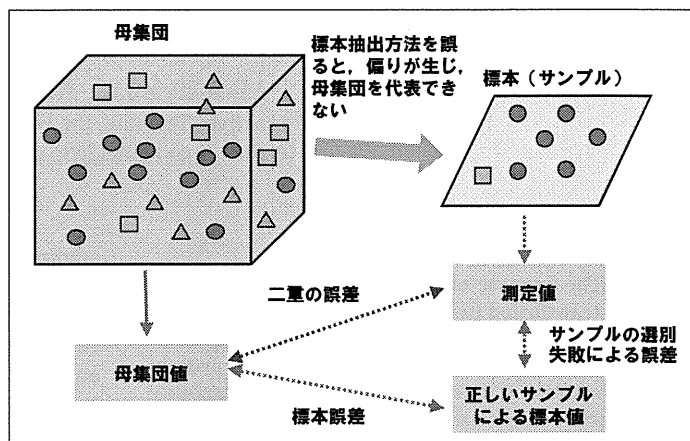 母集団
標本抽出方法を誤
ると，偏りが生じ，
母集団を代表でき
ない
標本（サンプル）
二重の誤差
測定値
サンプルの選別
失敗による誤差
母集団値
標本誤差
正しいサンプル
による標本値